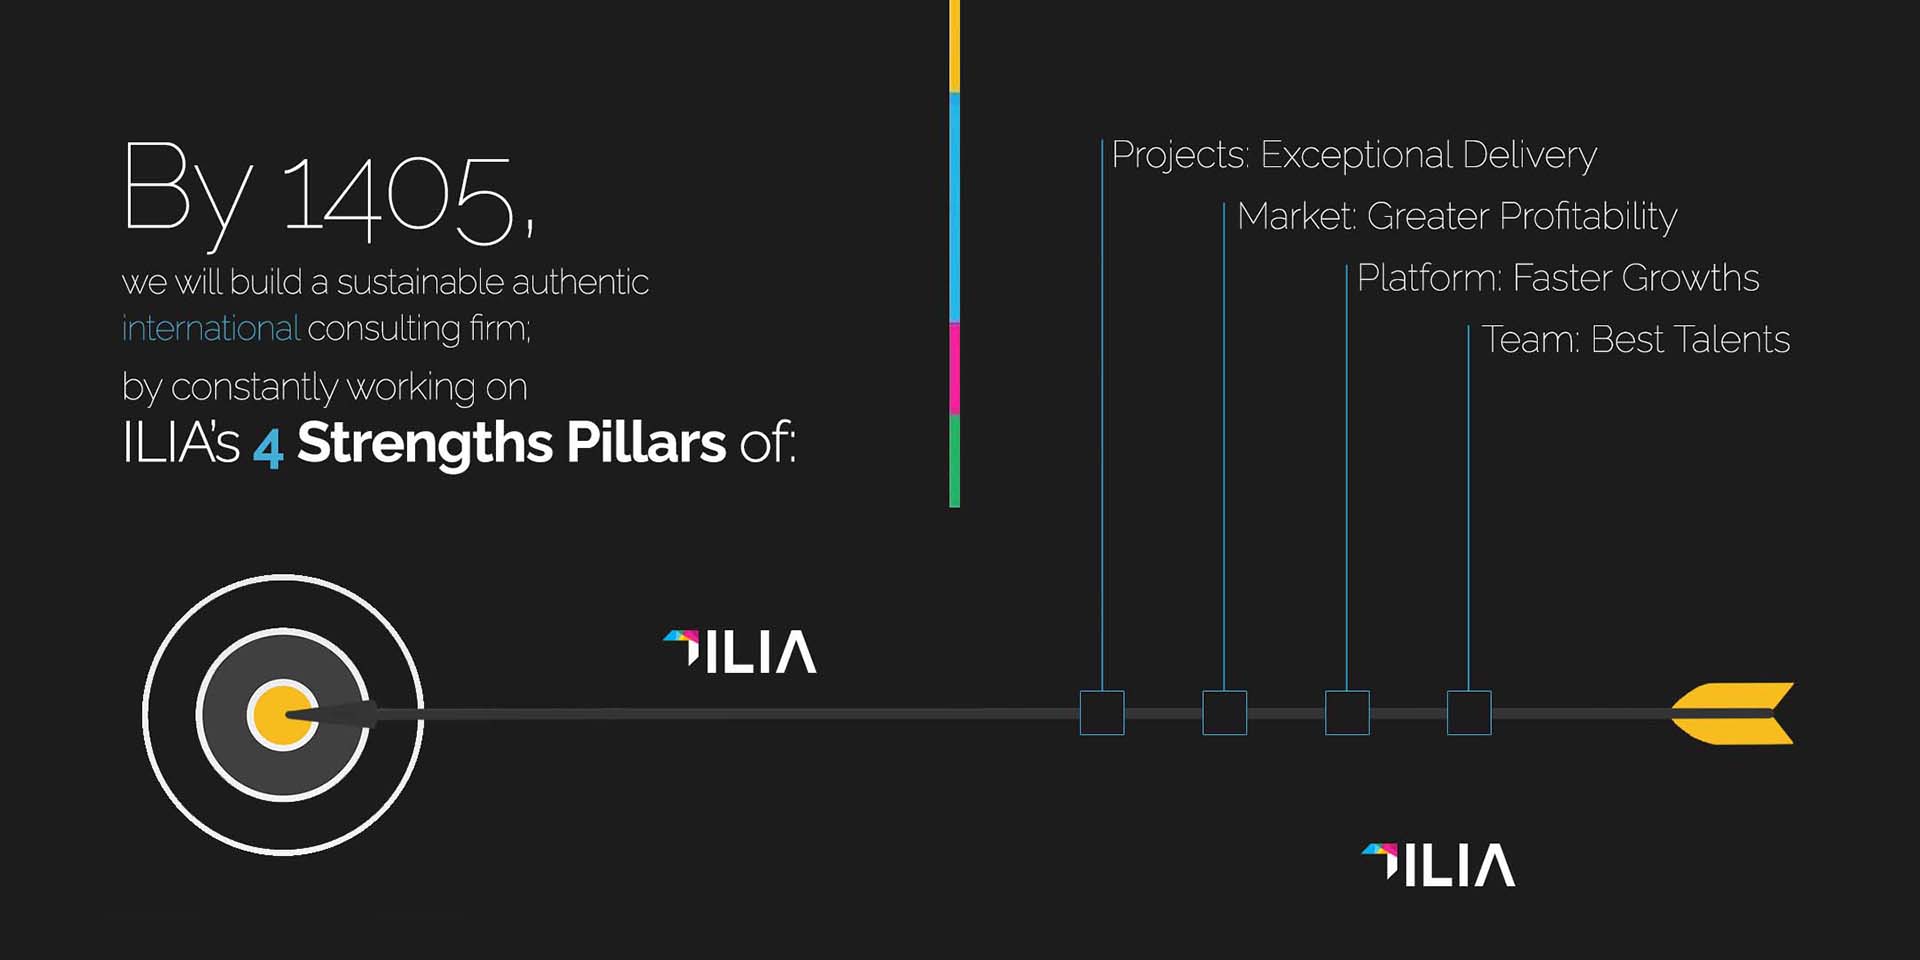 By 1405,
we will build a sustainable authentic
international consulting firm;
by constantly working on
ILIA's 4 Strengths Pillars of:
Projects: Exceptional Delivery
Market: Greater Profitability
Platform: Faster Growths
Team: Best Talents
ILIA
ILIA